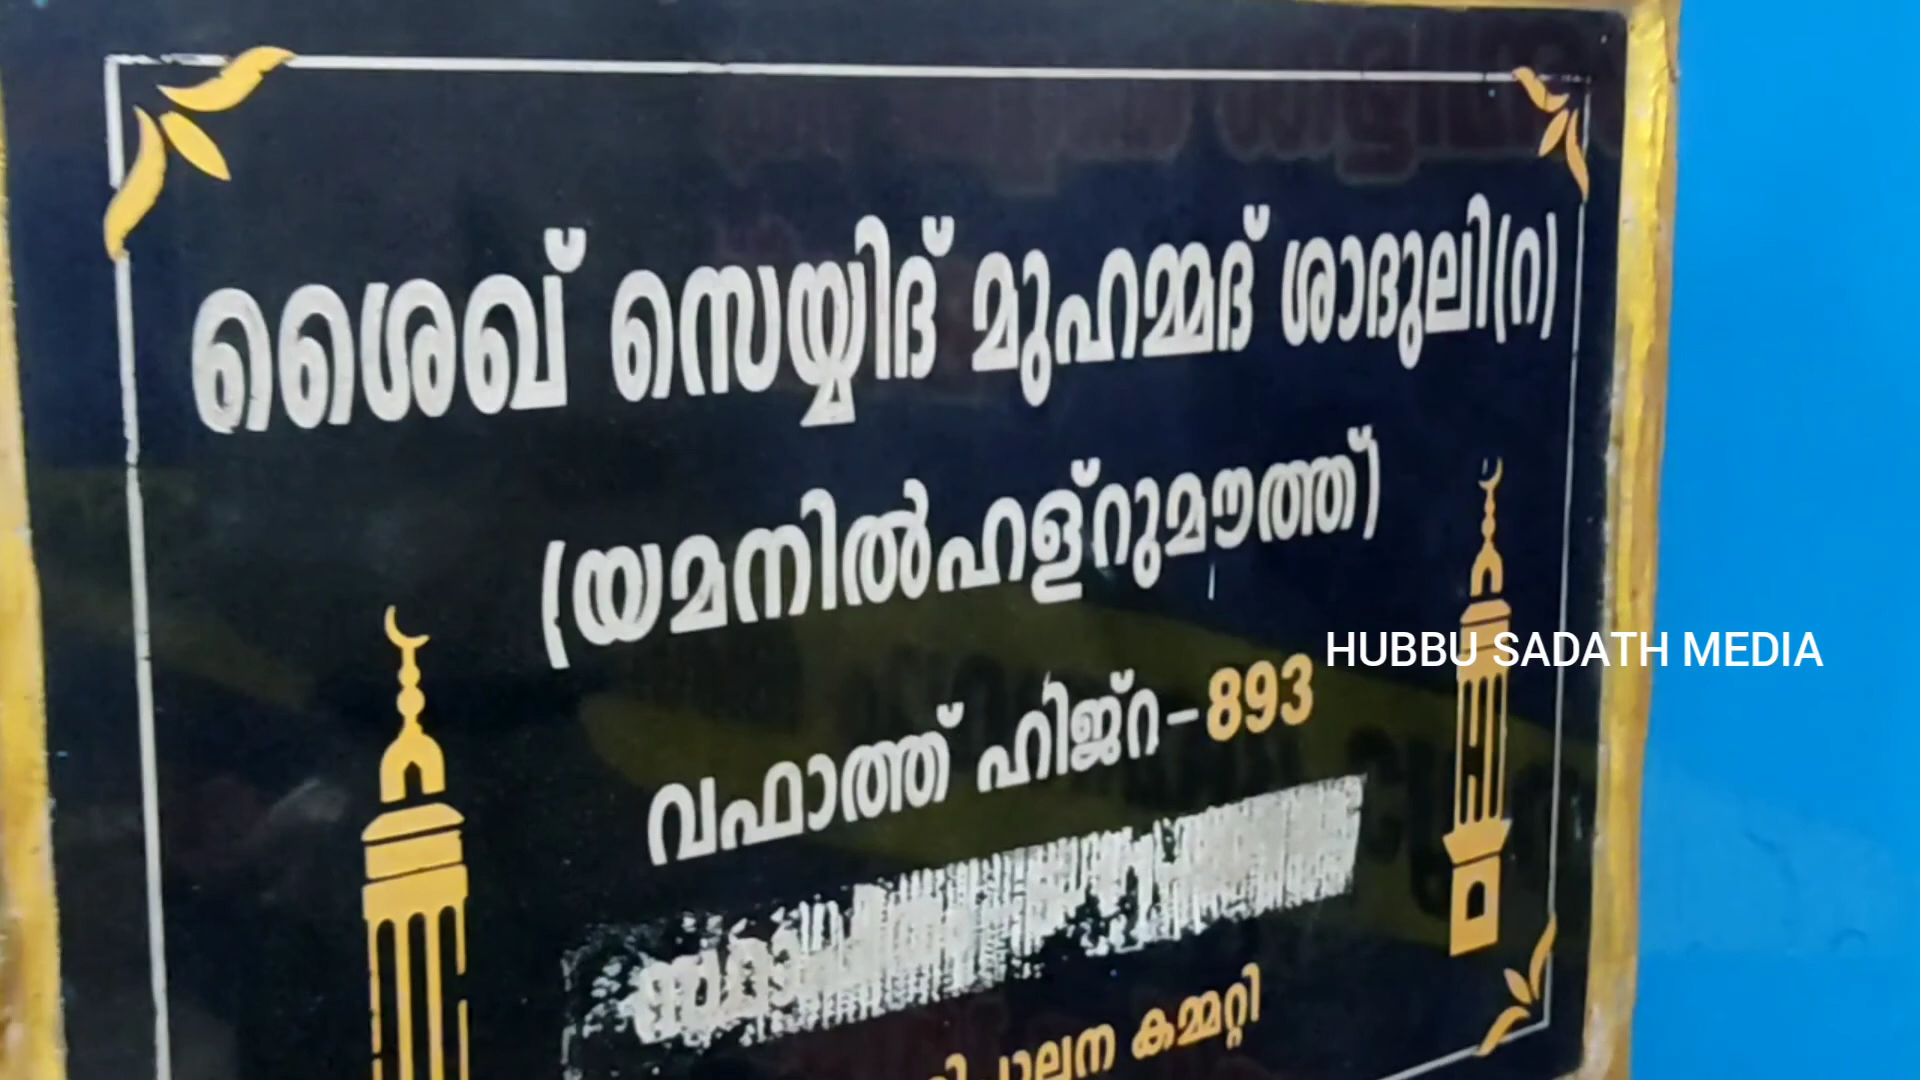 ശൈഖ് സെയ്യിദ് മുഹമ്മദ് ശാദുലി(റ)
(യമനിൽഹള്റുമൗത്ത്)
HUBBU SADATH MEDIA
വഫാത്ത് ഹിജ്റ-893
കമ്മറ്റി